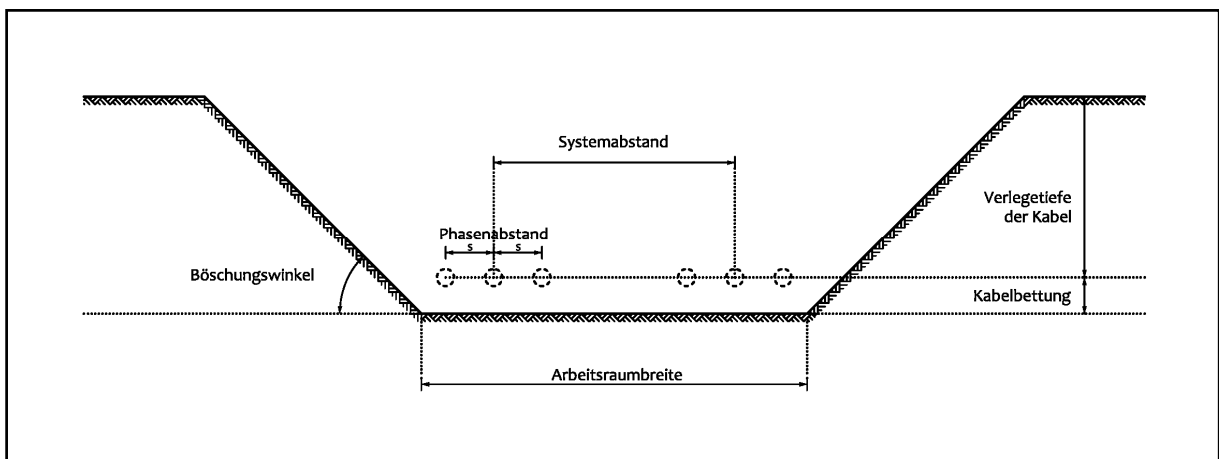 Systemabstand
Verlegetiefe
der Kabel
Phasenabstand
s s
Böschungswinkel
Kabelbettung
Arbeitsraumbreite